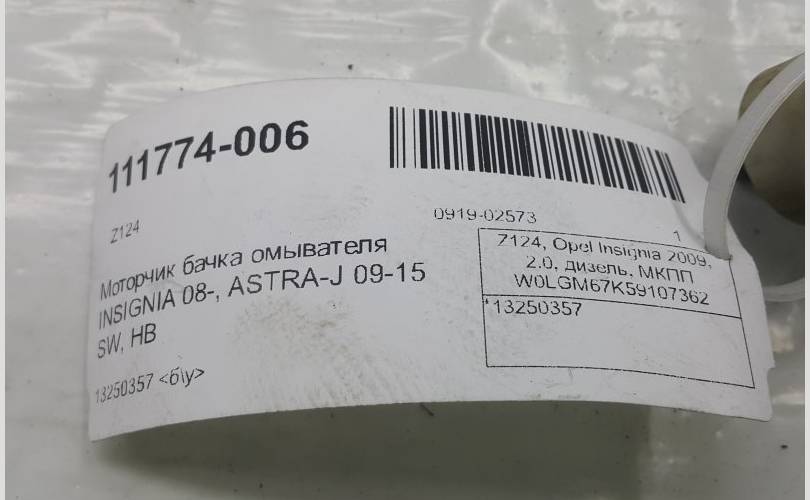 111774-006
Z124
Моторчик бачка омывателя
INSIGNIA 08-, ASTRA-J 09-15
SW, HB
13250357 <б\у>
0919-02573
1
Z124, Opel Insignia 2009,
2.0, дизель, МКПП
W0LGM67K59107362
*13250357